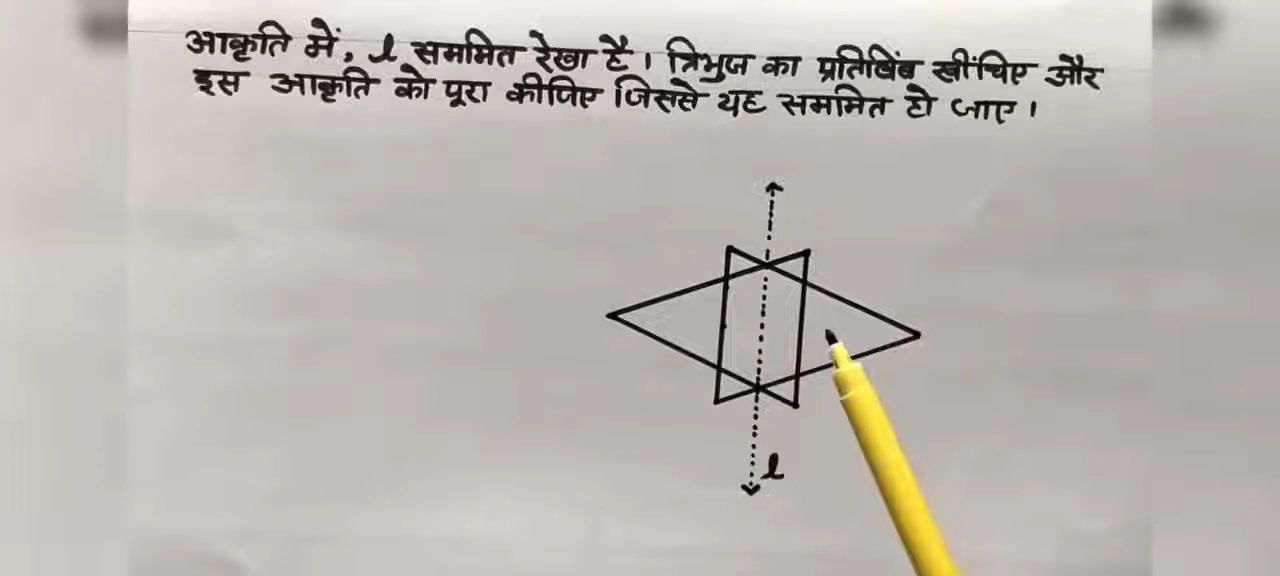 आकृति में, l सममित रेखा है। त्रिभुज का प्रतिबिंब खींचिए और
इस आकृति को पूरा कीजिए जिससे यह सममित हो जाए।
l